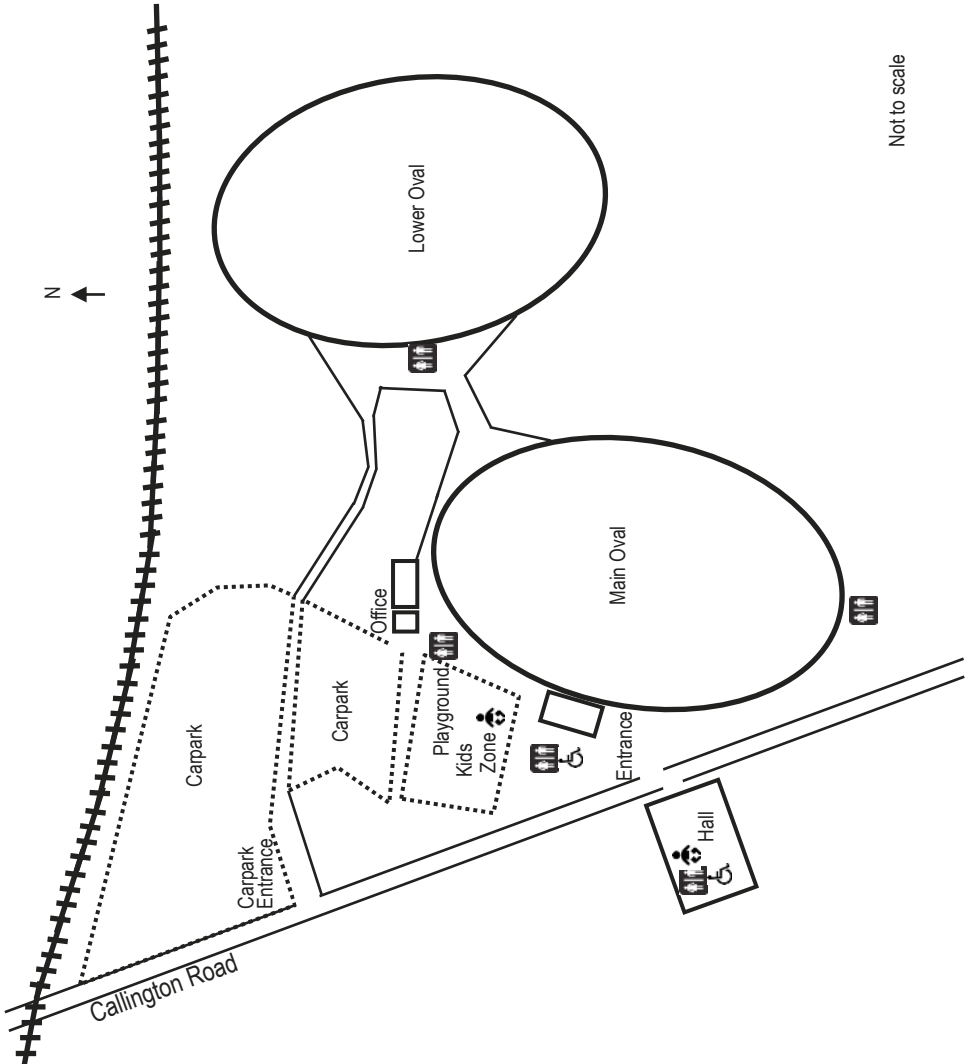 N
Lower Oval
Not to scale
Main Oval
Office
Carpark
Carpark
Playground
Kids
Zone
Entrance
Carpark
Entrance
Hall
Callington Road